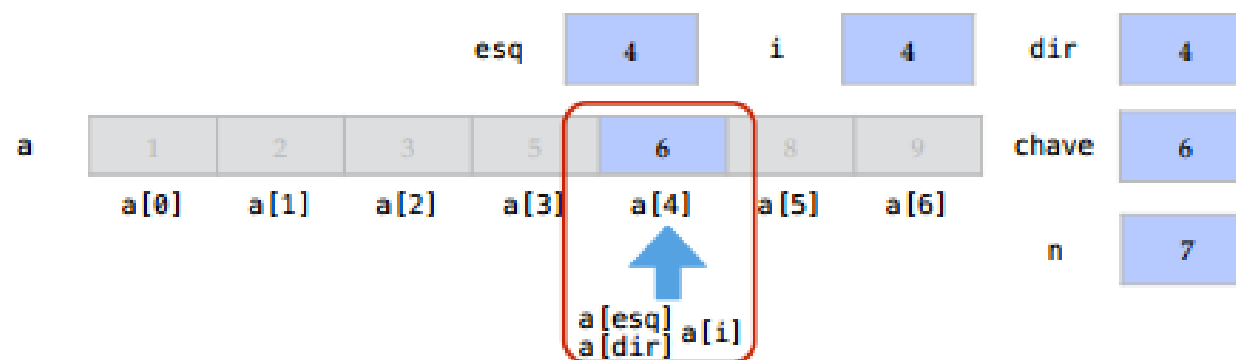 esq 4 i 4 dir 4
a 1 2 3 5 6 8 9 chave 6
a[0] a[1] a[2] a[3] a[4] a[5] a[6]
n 7
a[esq] a[i]
a[dir]